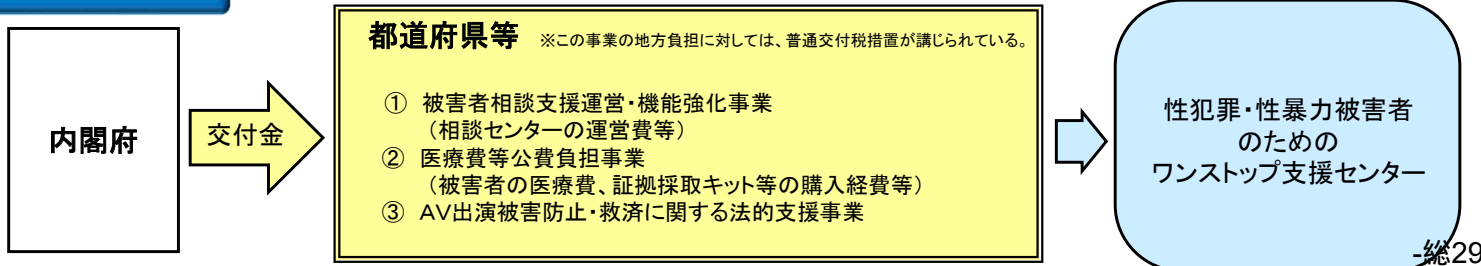 内閣府
交付金
都道府県等 ※この事業の地方負担に対しては、普通交付税措置が講じられている。
① 被害者相談支援運営・機能強化事業
（相談センターの運営費等）
② 医療費等公費負担事業
（被害者の医療費、証拠採取キット等の購入経費等）
③ AV出演被害防止・救済に関する法的支援事業
性犯罪・性暴力被害者
のための
ワンストップ支援センター
-総29